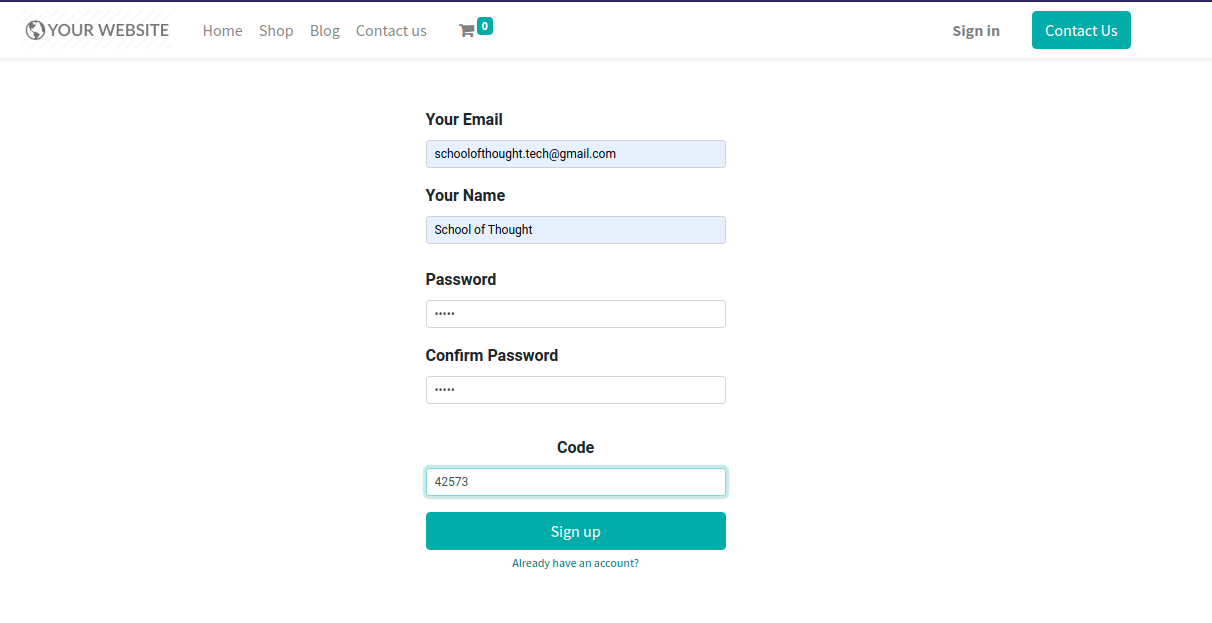 YOUR WEBSITE Home Shop Blog Contact us 0 Sign in Contact Us
Your Email
schoolofthought.tech@gmail.com
Your Name
School of Thought
Password
•••••
Confirm Password
•••••
Code
42573
Sign up
Already have an account?